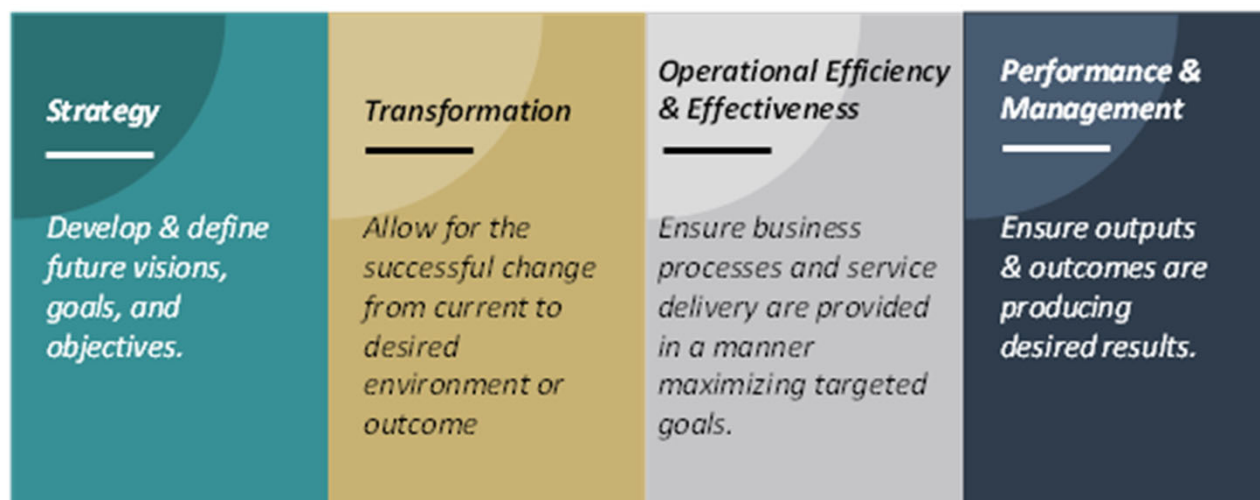 Strategy
Develop & define
future visions,
goals, and
objectives.
Transformation
Allow for the
successful change
from current to
desired
environment or
outcome
Operational Efficiency
& Effectiveness
Ensure business
processes and service
delivery are provided
in a manner
maximizing targeted
goals.
Performance &
Management
Ensure outputs
& outcomes are
producing
desired results.